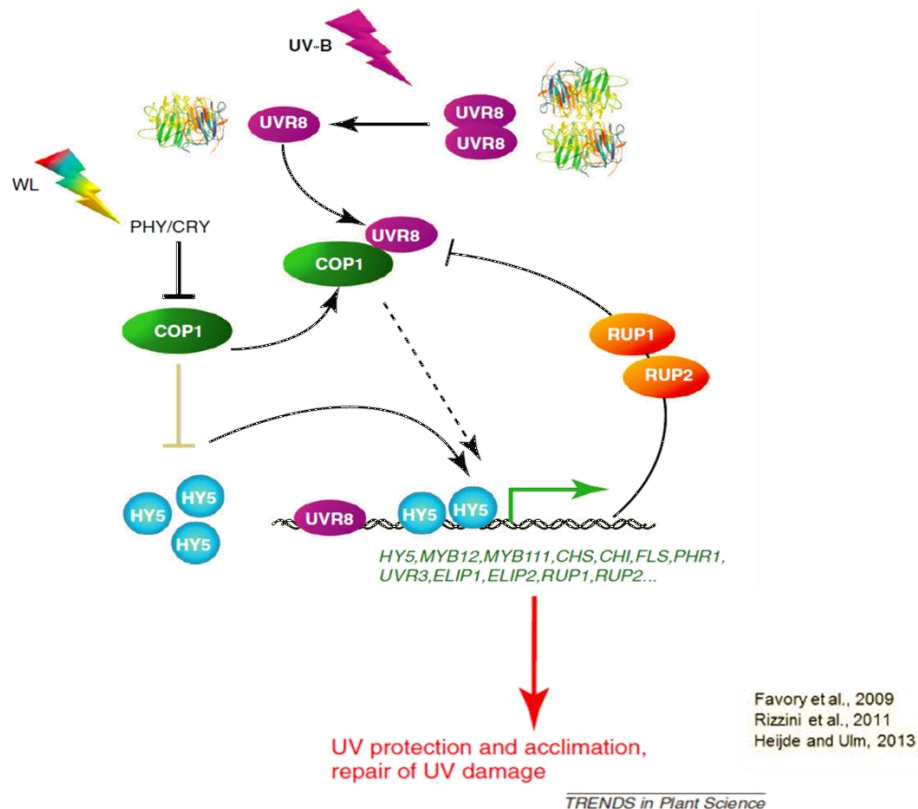 UV-B
UVR8
UVR8
UVR8
WL
PHY/CRY
UVR8
COP1
COP1
RUP1
RUP2
HY5
HY5
HY5
UVR8
HY5
HY5
HY5,MYB12,MYB111,CHS,CHI,FLS,PHR1,
UVR3,ELIP1,ELIP2,RUP1,RUP2...
Favory et al., 2009
Rizzini et al., 2011
Heijde and Ulm, 2013
UV protection and acclimation,
repair of UV damage
TRENDS in Plant Science